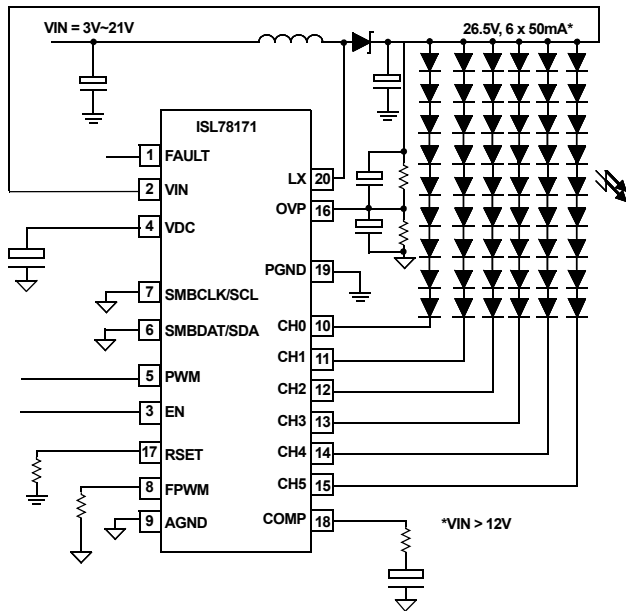 VIN = 3V~21V
26.5V, 6 x 50mA*
ISL78171
1 FAULT
2 VIN
4 VDC
7 SMBCLK/SCL
6 SMBDAT/SDA
5 PWM
3 EN
17 RSET
8 FPWM
9 AGND
LX 20
OVP 16
PGND 19
CH0 10
CH1 11
CH2 12
CH3 13
CH4 14
CH5 15
COMP 18
*VIN > 12V